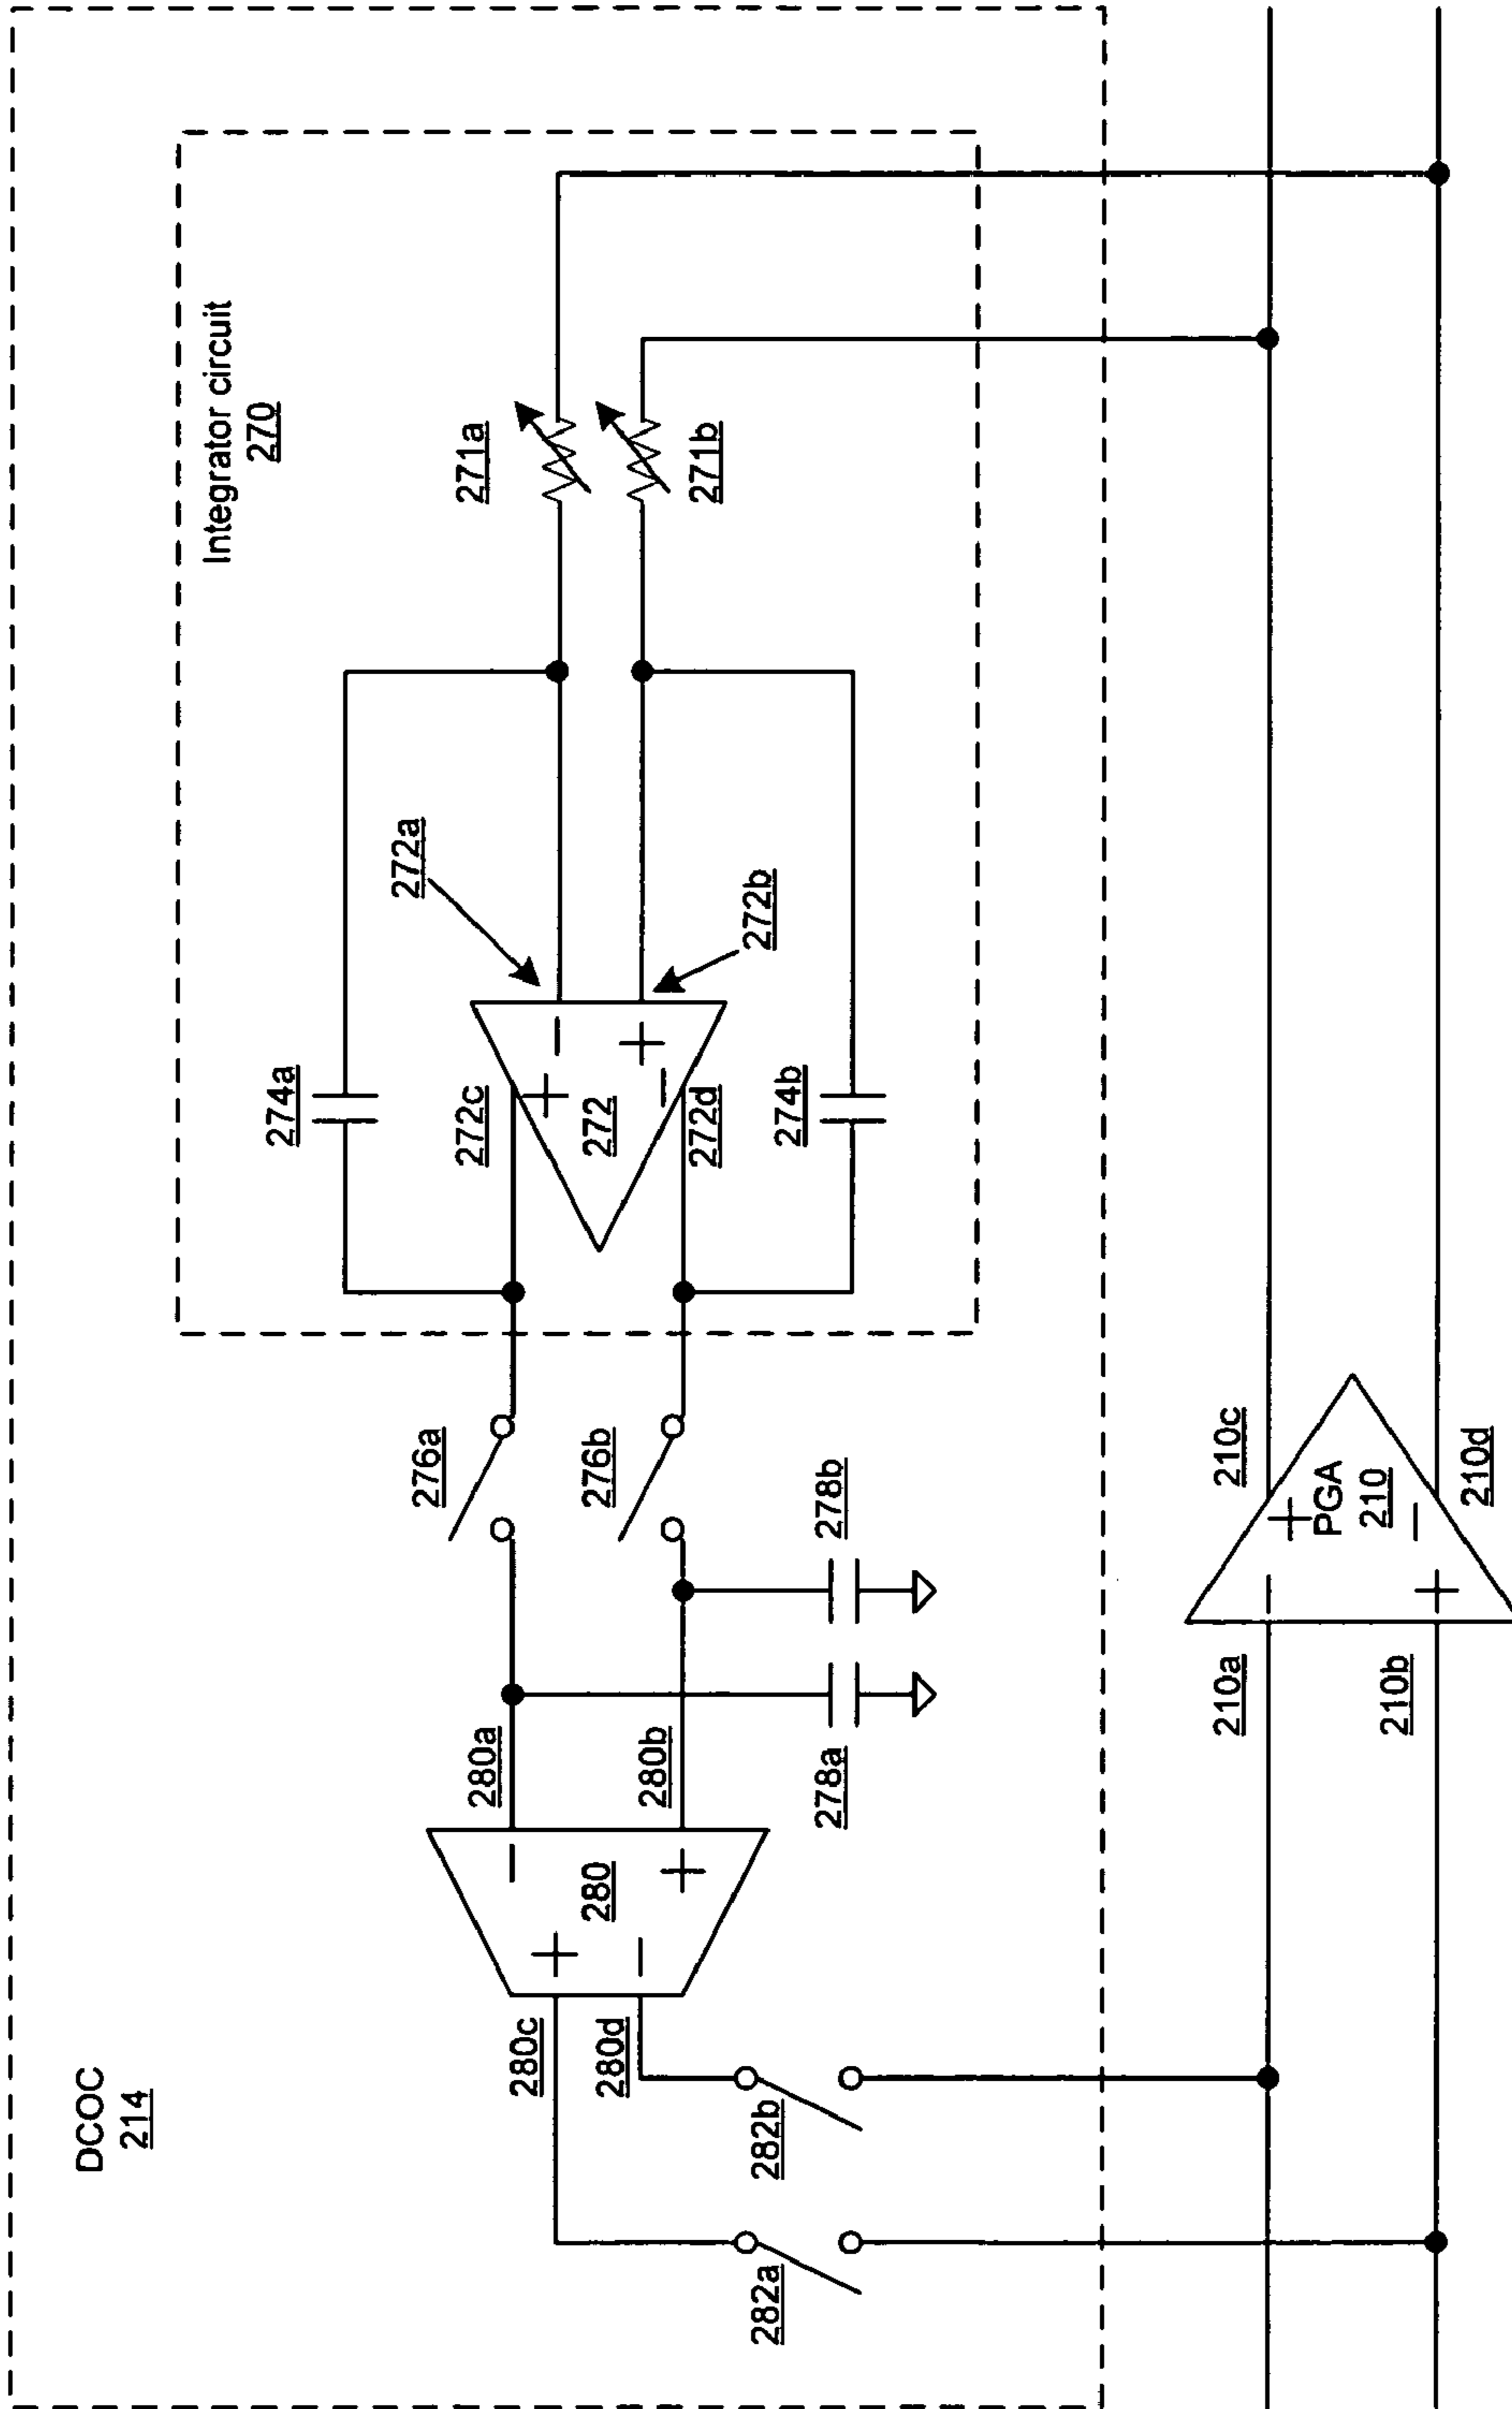 DCOC
214
Integrator circuit
270
274a
272a
271a
272c
276a
272
280a
280c
280
280b
280d
276b
272d
272b
271b
274b
278b
278a
282b
282a
210a
210c
PGA
210
210b
210d